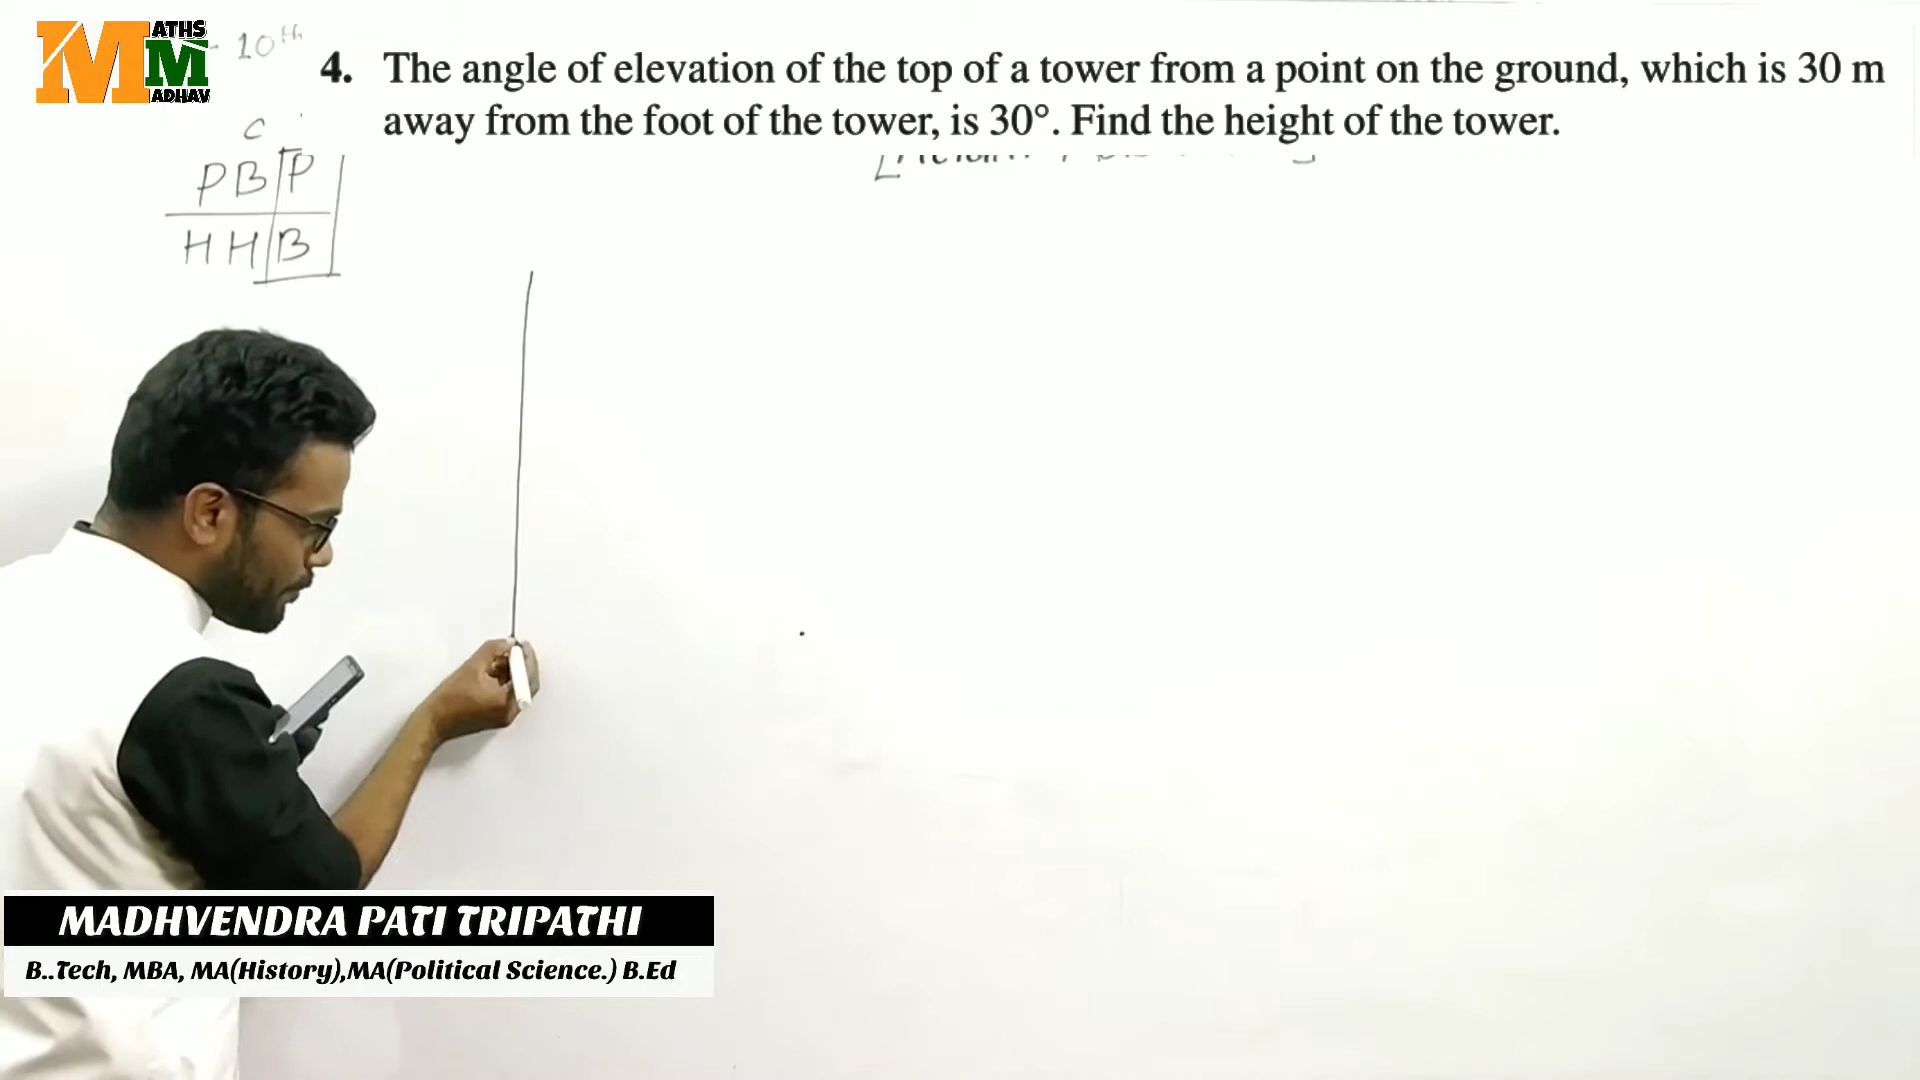 MATHS
MADHAV
10th
4. The angle of elevation of the top of a tower from a point on the ground, which is 30 m
away from the foot of the tower, is 30°. Find the height of the tower.
C
P B P
H H B
MADHVENDRA PATI TRIPATHI
B..Tech, MBA, MA(History),MA(Political Science.) B.Ed